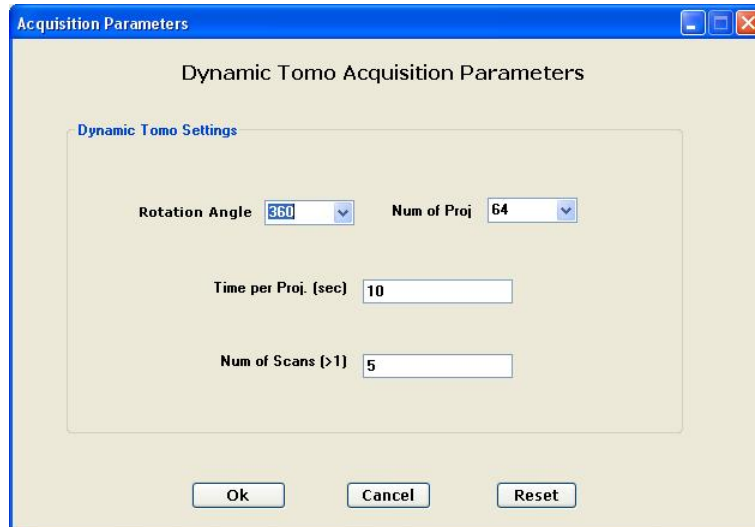 Acquisition Parameters
Dynamic Tomo Acquisition Parameters
Dynamic Tomo Settings
Rotation Angle 360 Num of Proj 64
Time per Proj. (sec) 10
Num of Scans (>1) 5
Ok Cancel Reset